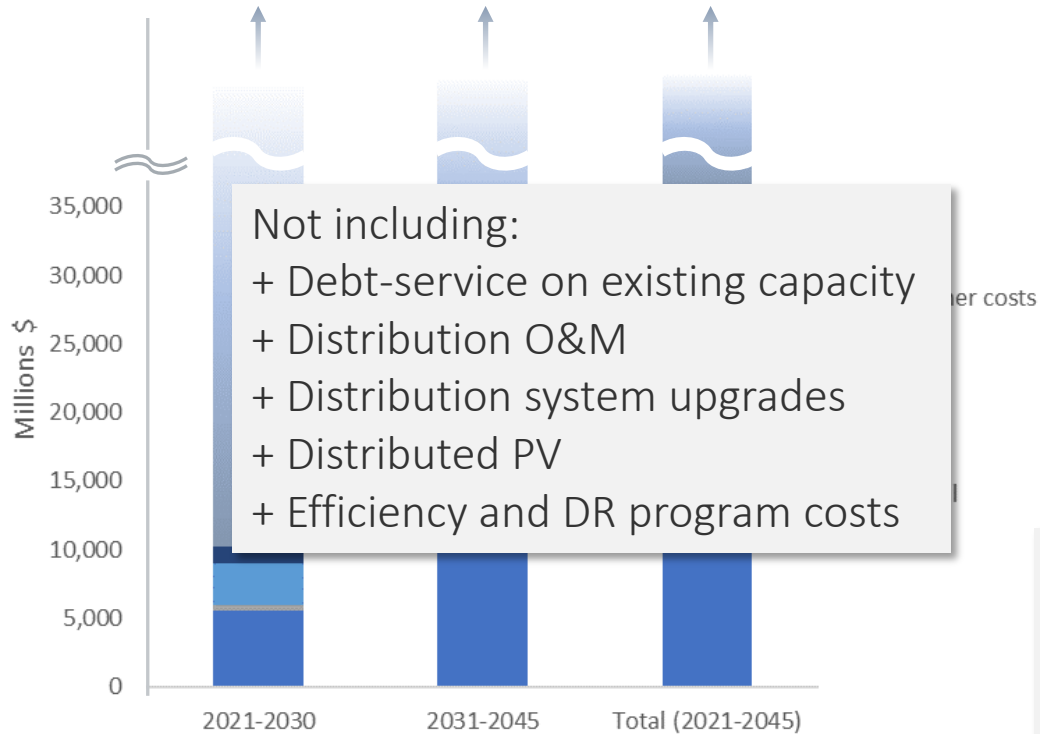 35,000
30,000
25,000
20,000
15,000
10,000
5,000
0
Millions $
Not including:
+ Debt-service on existing capacity
+ Distribution O&M
+ Distribution system upgrades
+ Distributed PV
+ Efficiency and DR program costs
costs
2021-2030
2031-2045
Total (2021-2045)